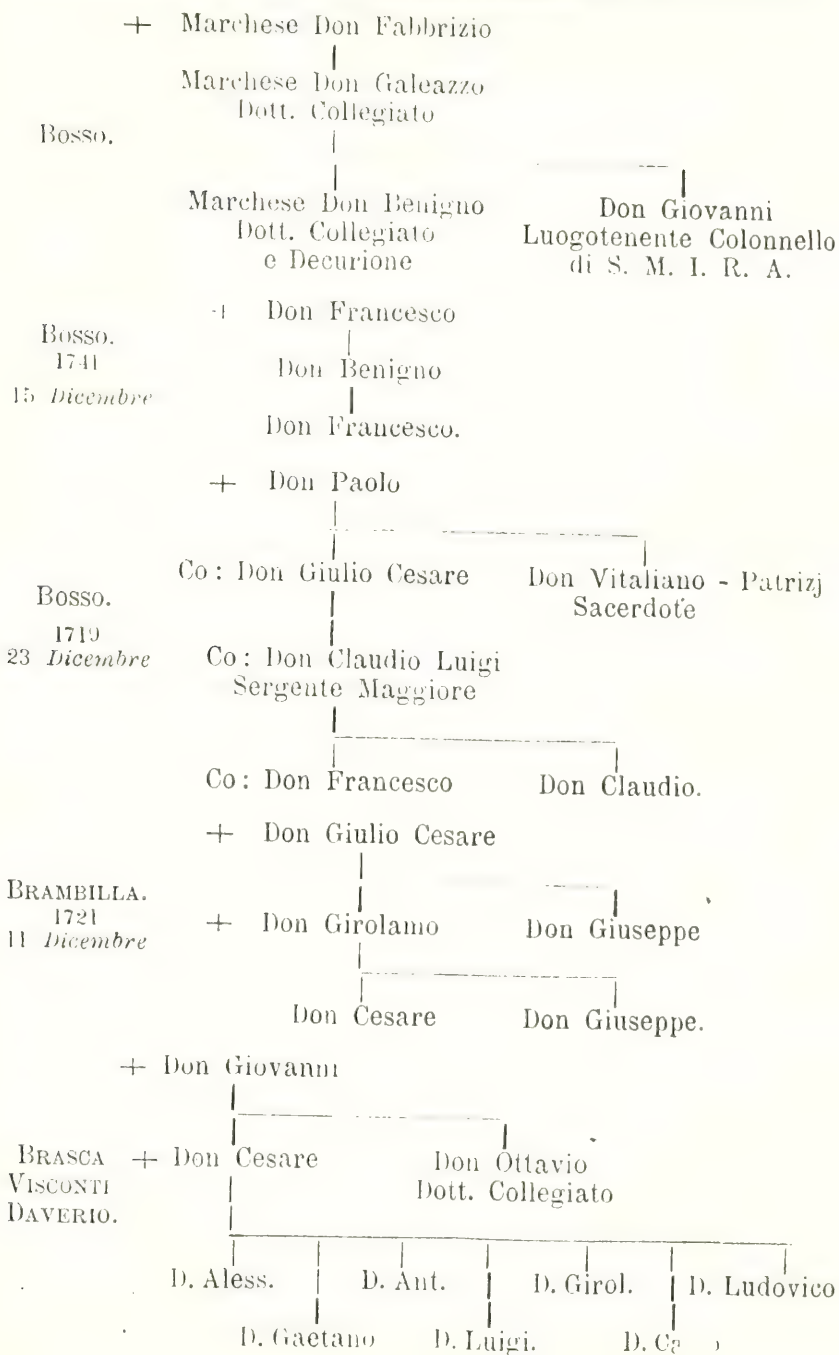 + Marchese Don Fabbrizio
Marchese Don Galeazzo
Dott. Collegiato
Bosso.
Marchese Don Benigno
Dott. Collegiato
e Decurione
Don Giovanni
Luogotenente Colonnello
di S. M. I. R. A.
Bosso.
1741
15 Dicembre
+ Don Francesco
Don Benigno
Don Francesco.
+ Don Paolo
Co: Don Giulio Cesare
Don Vitaliano - Patrizj
Sacerdote
Bosso.
1719
23 Dicembre
Co: Don Claudio Luigi
Sergente Maggiore
Co: Don Francesco
Don Claudio.
+ Don Giulio Cesare
BRAMBILLA.
1721
11 Dicembre
+ Don Girolamo
Don Giuseppe
Don Cesare
Don Giuseppe.
+ Don Giovanni
BRASCA
VISCONTI
DAVERIO.
+ Don Cesare
Don Ottavio
Dott. Collegiato
D. Aless.
D. Ant.
D. Girol.
D. Ludovico
D. Gaetano
D. Luigi.
D.